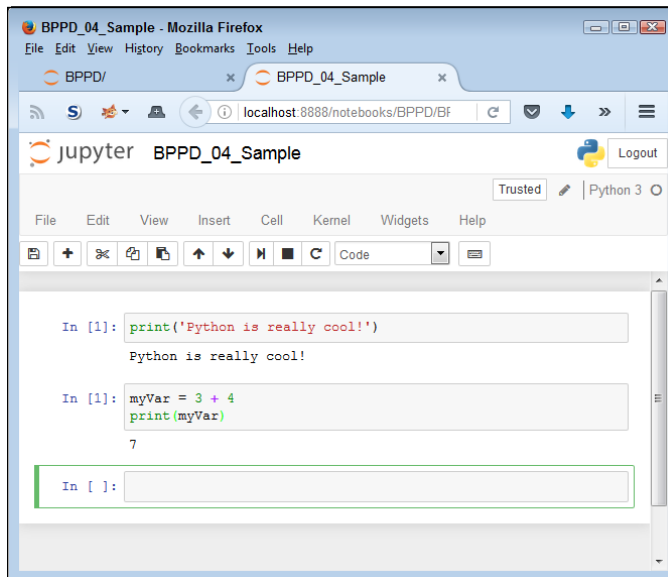 BPPD_04_Sample - Mozilla Firefox
File Edit View History Bookmarks Tools Help
BPPD/ × BPPD_04_Sample ×
S localhost:8888/notebooks/BPPD/BF
jupyter BPPD_04_Sample Logout
Trusted Python 3
File Edit View Insert Cell Kernel Widgets Help
Code
In [1]: print('Python is really cool!')
Python is really cool!
In [1]: myVar = 3 + 4
print(myVar)
7
In [ ]: